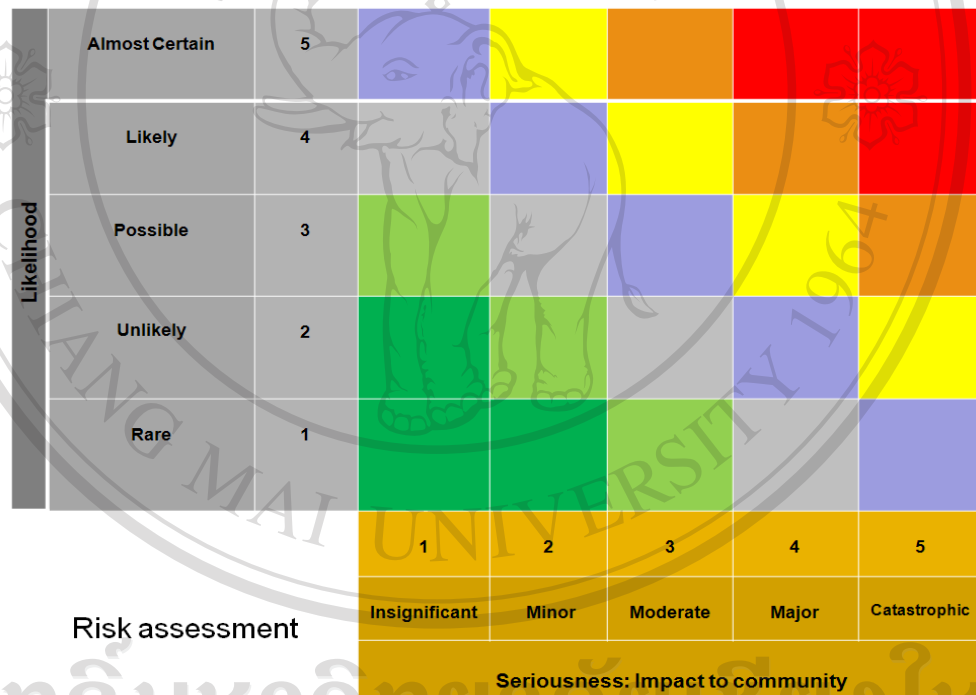 Likelihood
Almost Certain 5
Likely 4
Possible 3
Unlikely 2
Rare 1
1 2 3 4 5
Insignificant Minor Moderate Major Catastrophic
Risk assessment
Seriousness: Impact to community
CHIANG MAI UNIVERSITY 1964